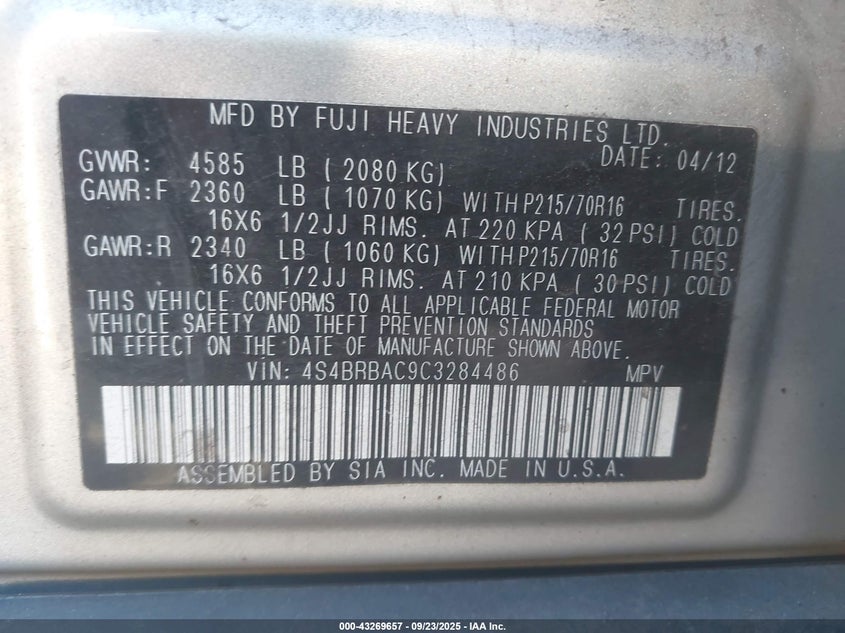 MFD BY FUJI HEAVY INDUSTRIES LTD.
DATE: 04/12
GVWR: 4585 LB (2080 KG)
GAWR:F 2360 LB (1070 KG) WITH P215/70R16 TIRES.
16X6 1/2JJ RIMS. AT 220 KPA (32 PSI) COLD
GAWR:R 2340 LB (1060 KG) WITH P215/70R16 TIRES.
16X6 1/2JJ RIMS. AT 210 KPA (30 PSI) COLD
THIS VEHICLE CONFORMS TO ALL APPLICABLE FEDERAL MOTOR
VEHICLE SAFETY AND THEFT PREVENTION STANDARDS
IN EFFECT ON THE DATE OF MANUFACTURE SHOWN ABOVE.
VIN: 4S4BRBAC9C3284486 MPV
ASSEMBLED BY SIA INC. MADE IN U.S.A.
000-43269657 - 09/23/2025 - IAA Inc.